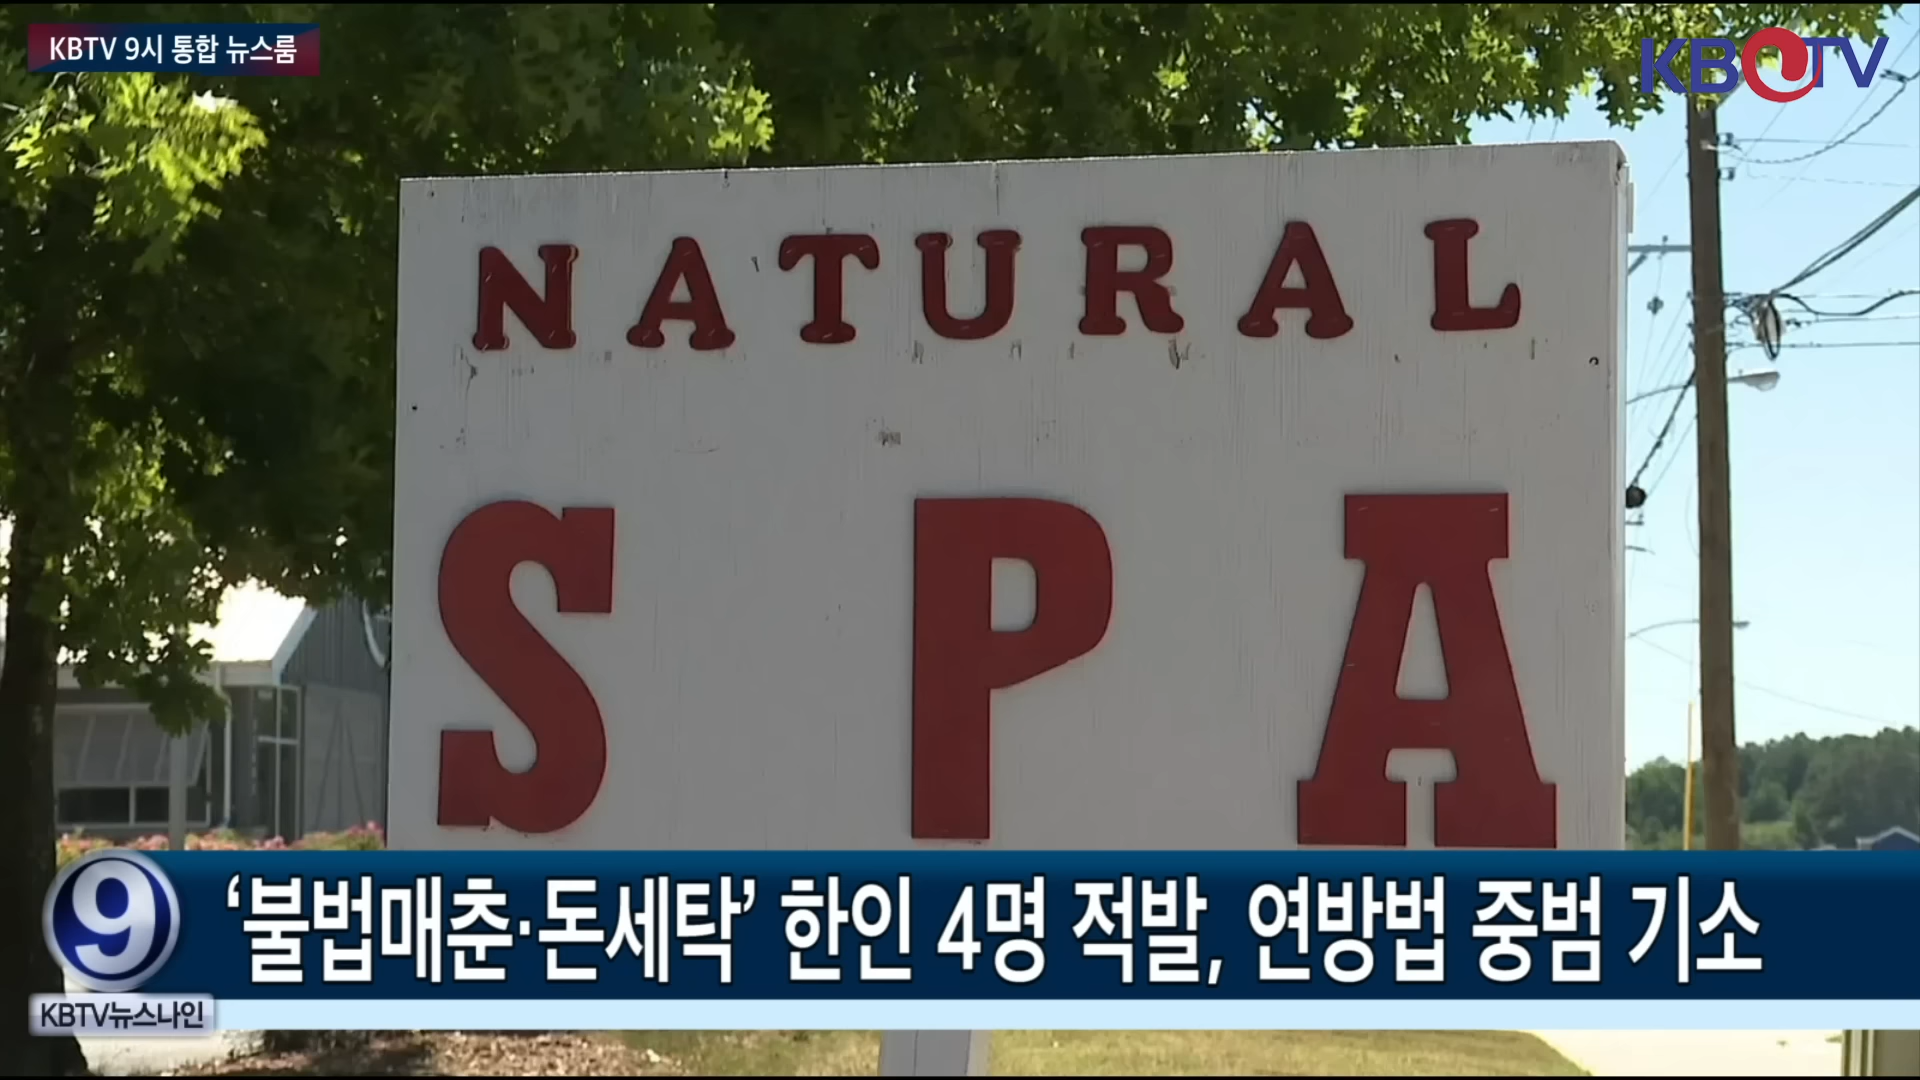 KBTV 9시 통합 뉴스룸
KBTV
NATURAL
SPA
9
‘불법매춘·돈세탁’ 한인 4명 적발, 연방법 중범 기소
KBTV뉴스나인